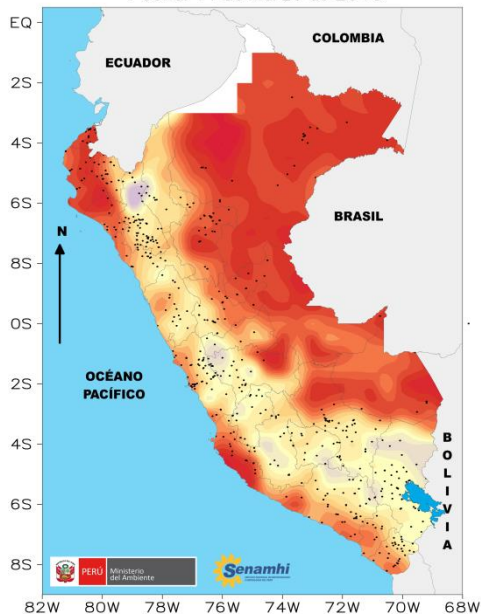 EQ
COLOMBIA
ECUADOR
2S
4S
6S
BRASIL
N
8S
0S
OCÉANO
PACÍFICO
2S
4S
BOLIVIA
6S
PERÚ
Ministerio
del Ambiente
Senamhi
8S
82W
80W
78W
76W
74W
72W
70W
68W